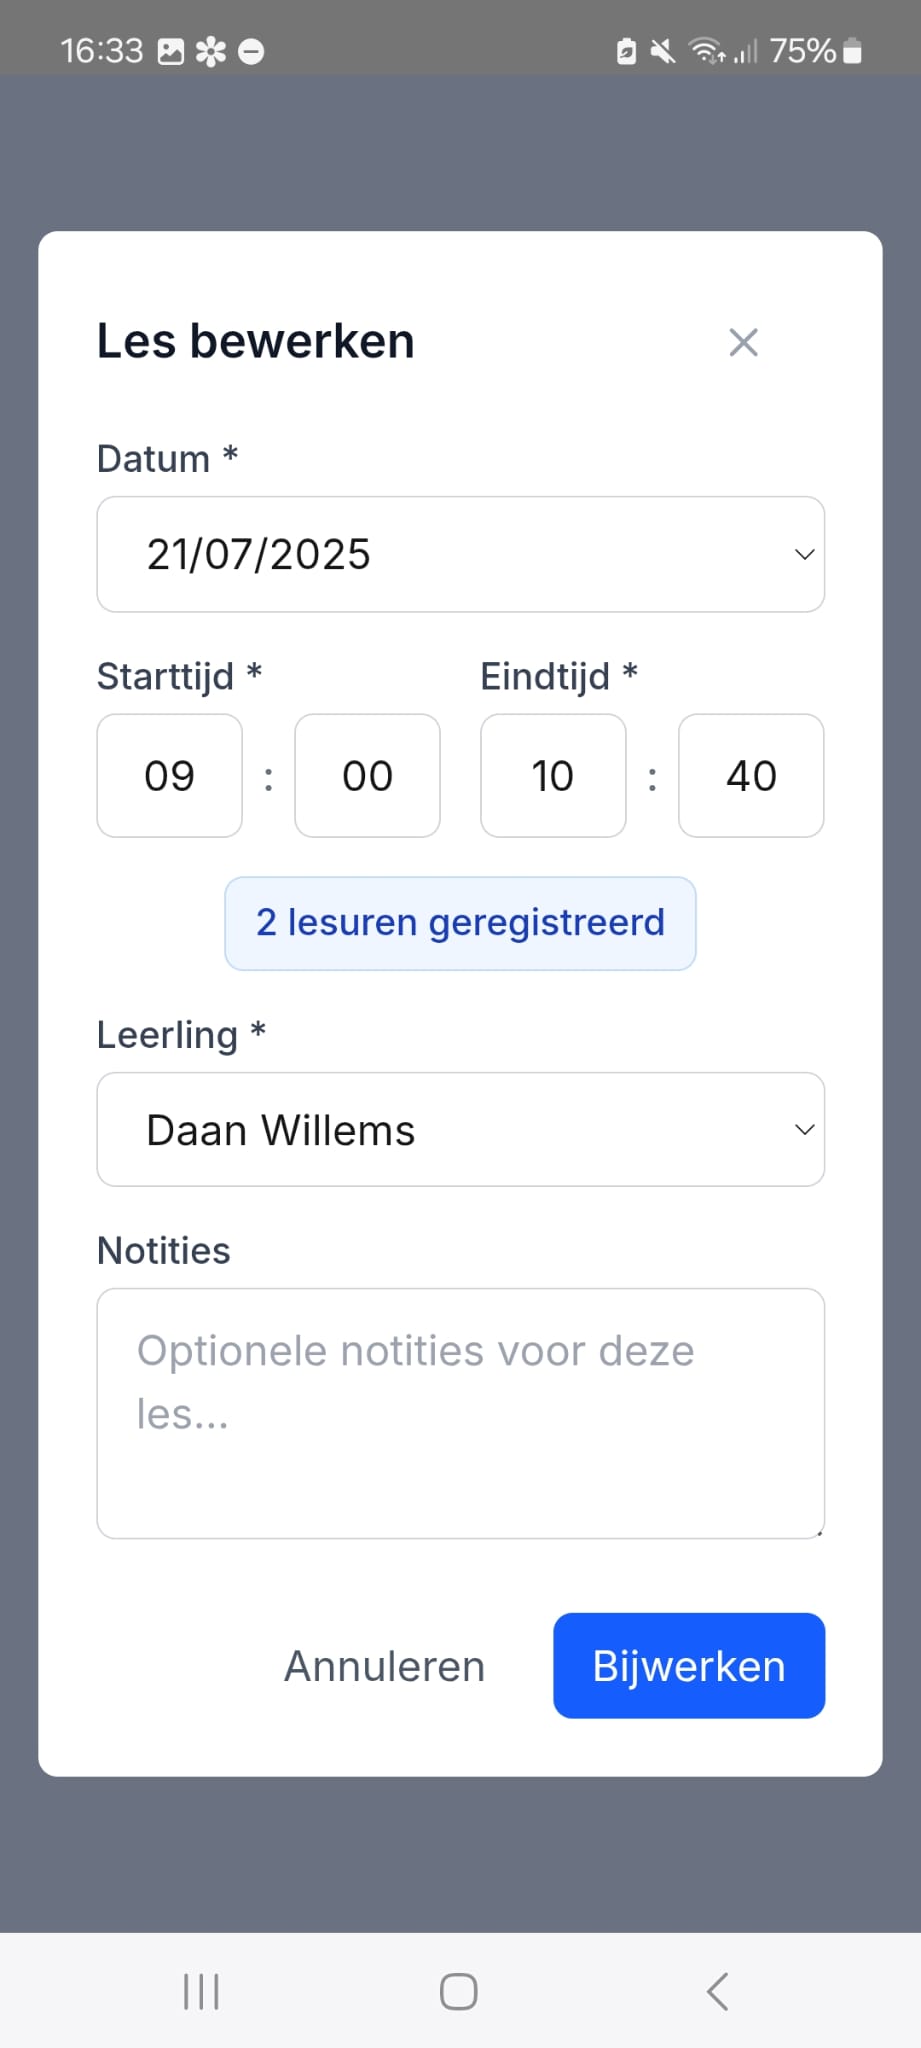 16:33
75%
Les bewerken
Datum *
21/07/2025
Starttijd *
Eindtijd *
09 : 00
10 : 40
2 lesuren geregistreerd
Leerling *
Daan Willems
Notities
Optionele notities voor deze
les...
Annuleren
Bijwerken